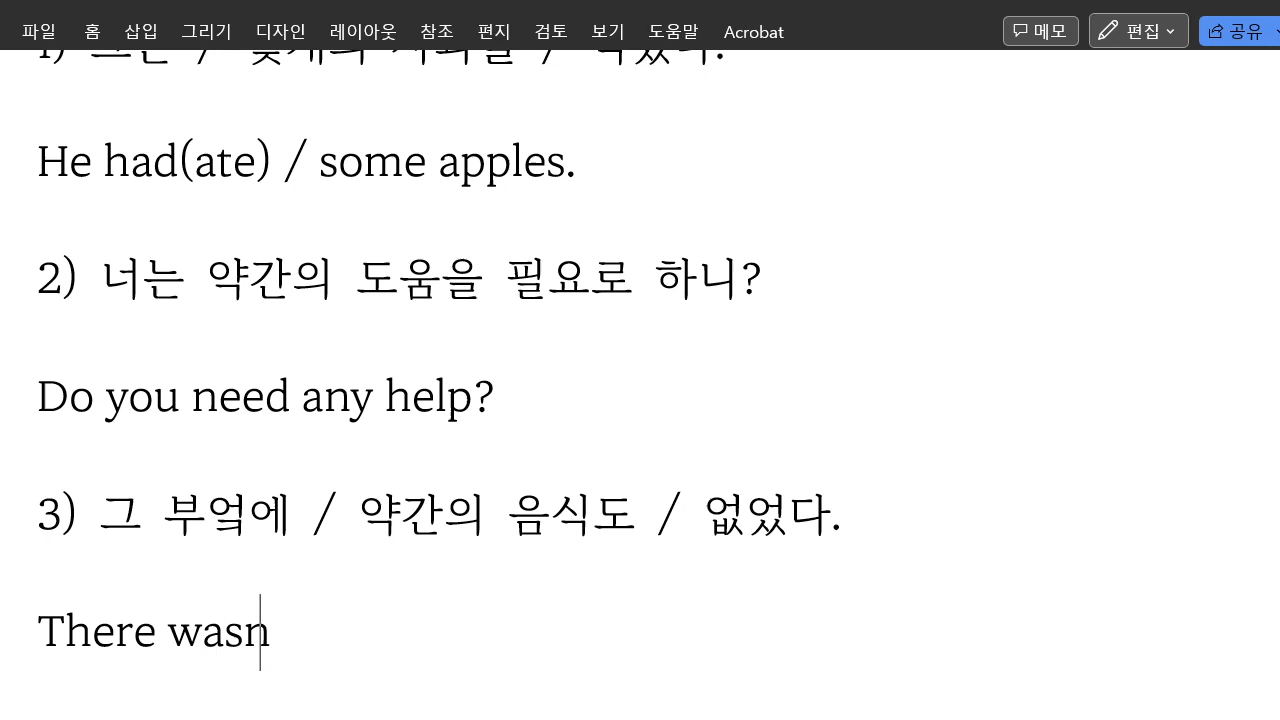 파일 홈 삽입 그리기 디자인 레이아웃 참조 편지 검토 보기 도움말 Acrobat 메모 편집 공유
He had(ate) / some apples.
2) 너는 약간의 도움을 필요로 하니?
Do you need any help?
3) 그 부엌에 / 약간의 음식도 / 없었다.
There wasn